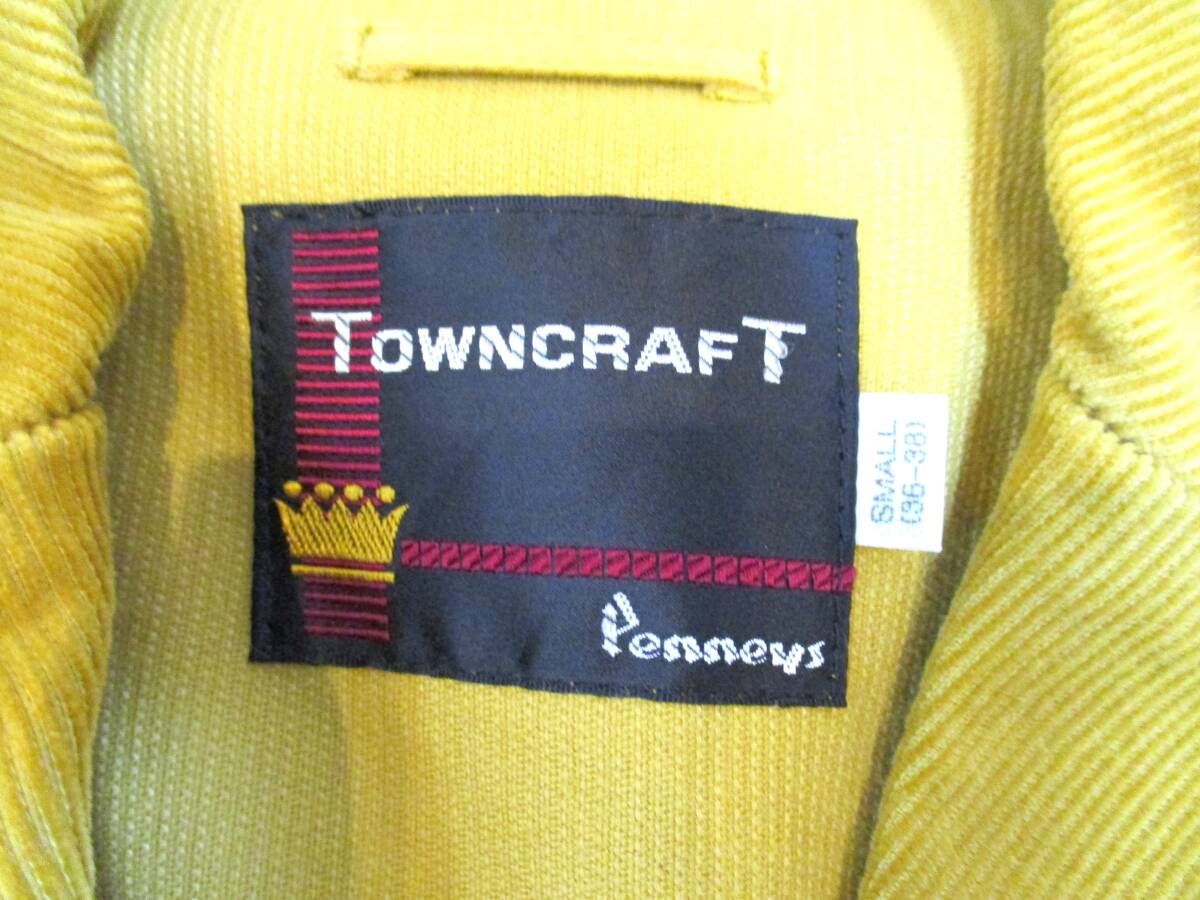 TOWNCRAFT
Penneys
SMALL
(36-38)